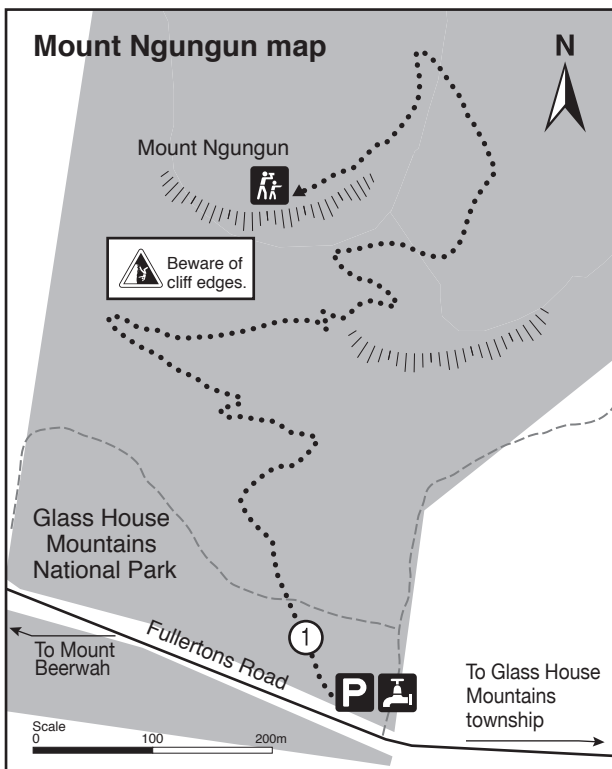 Mount Ngungun map
N
Mount Ngungun
Beware of
cliff edges.
Glass House
Mountains
National Park
1
Fullertons Road
To Mount
Beerwah
P
To Glass House
Mountains
township
Scale
0 100 200m